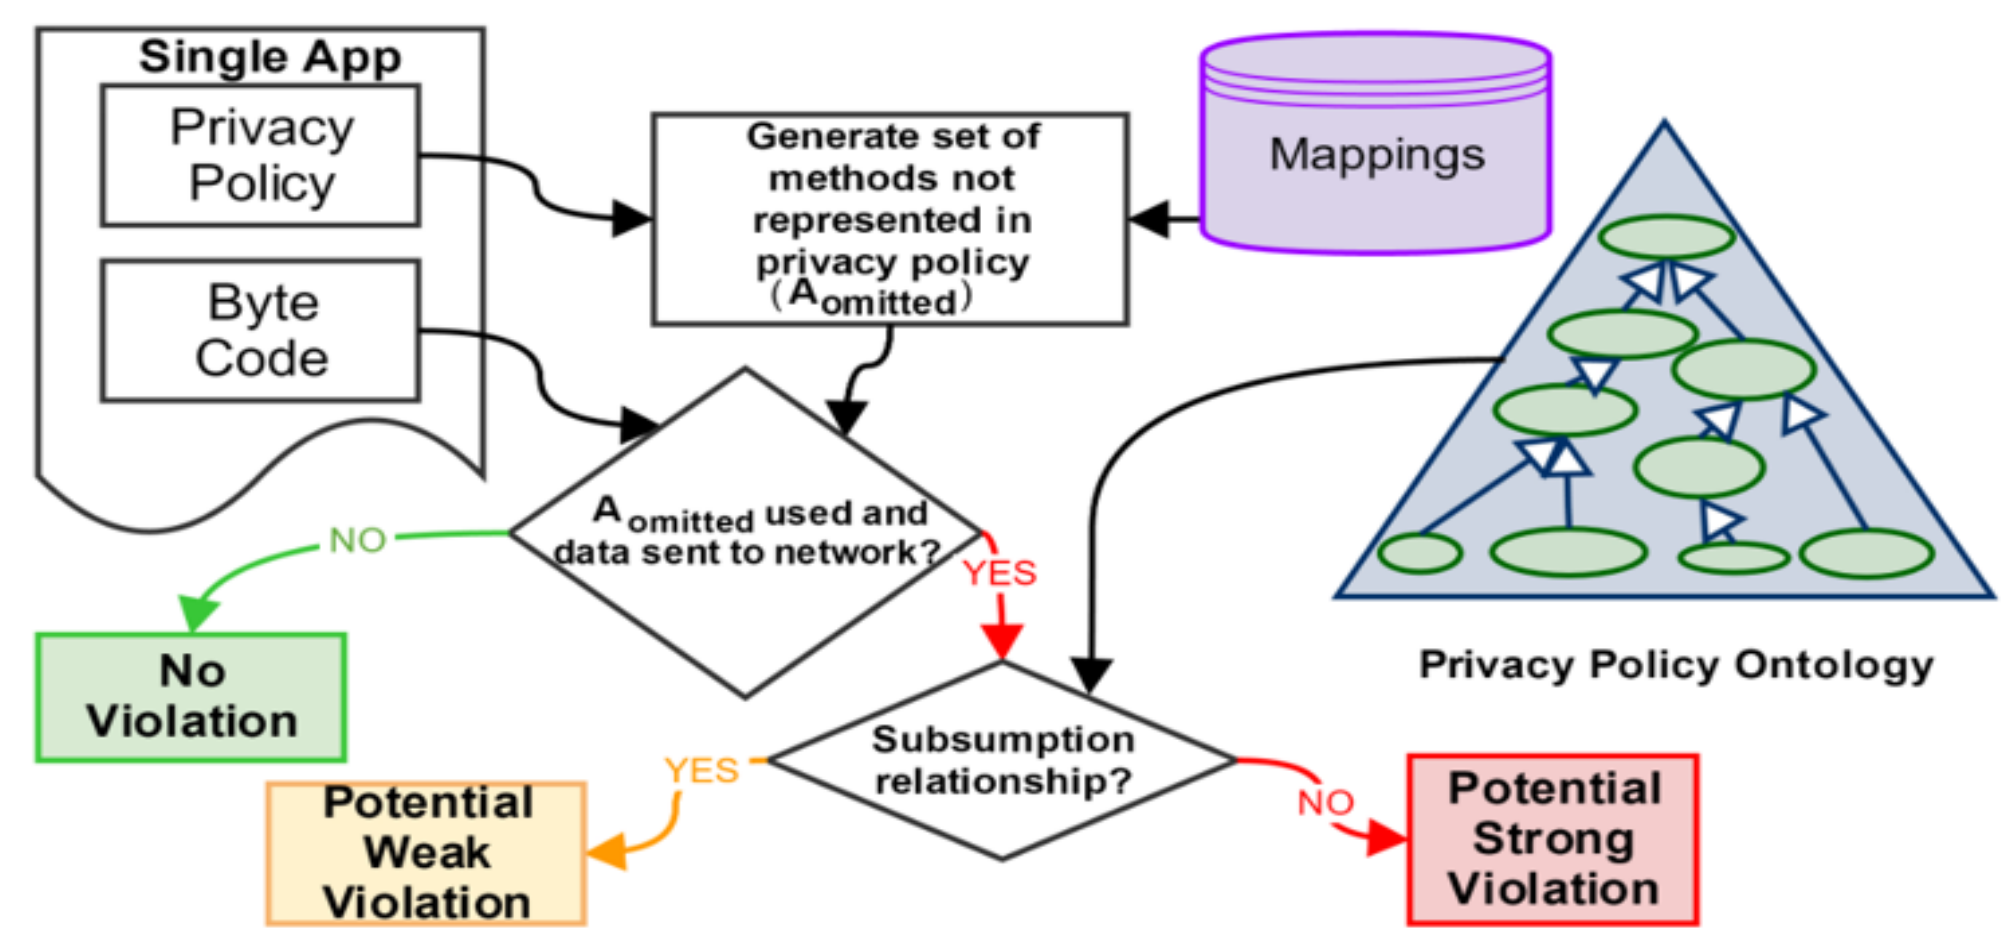 Single App
Privacy
Policy
Byte
Code
Generate set of
methods not
represented in
privacy policy
(Aomitted)
Mappings
Aomitted used and
data sent to network?
NO
YES
No
Violation
Privacy Policy Ontology
Subsumption
relationship?
YES
NO
Potential
Weak
Violation
Potential
Strong
Violation